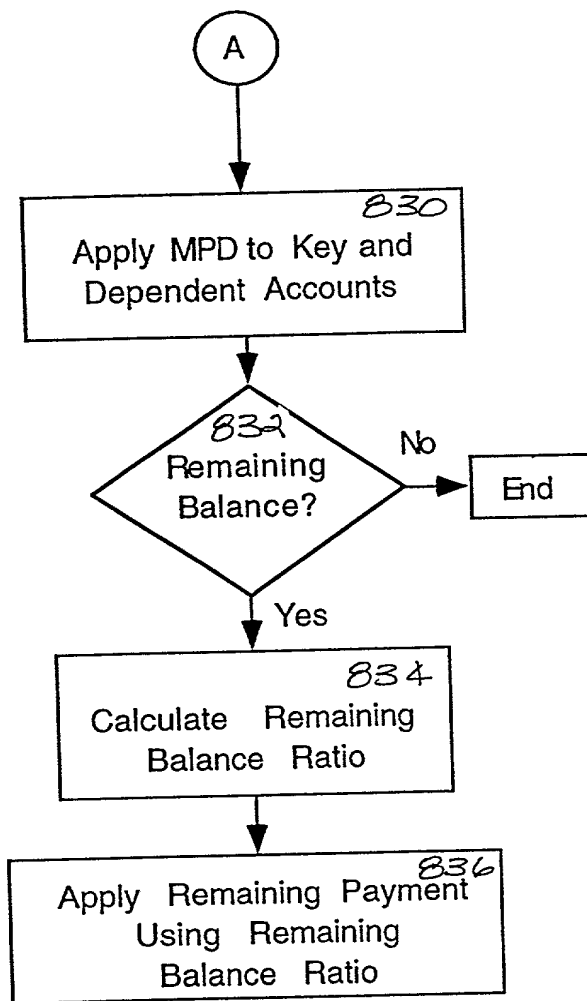 A
830
Apply MPD to Key and
Dependent Accounts
832
Remaining
Balance?
No
End
Yes
834
Calculate Remaining
Balance Ratio
836
Apply Remaining Payment
Using Remaining
Balance Ratio